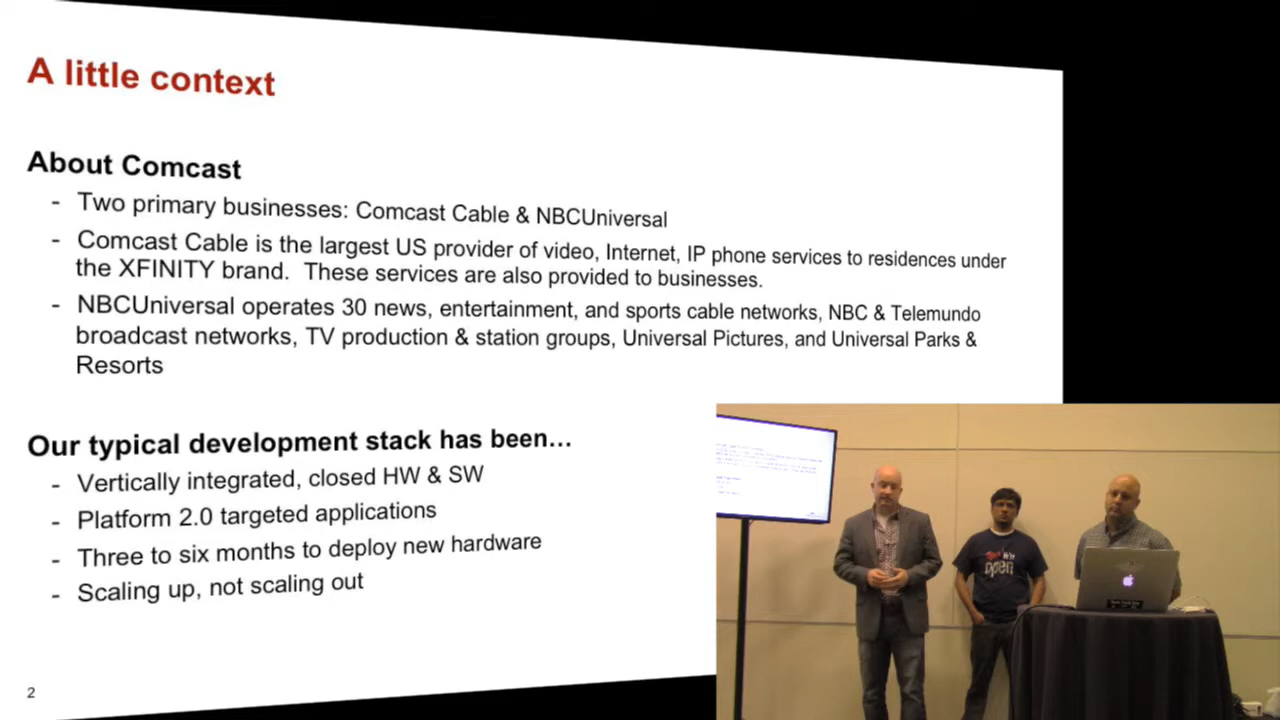 A little context
About Comcast
- Two primary businesses: Comcast Cable & NBCUniversal
- Comcast Cable is the largest US provider of video, Internet, IP phone services to residences under
the XFINITY brand. These services are also provided to businesses.
- NBCUniversal operates 30 news, entertainment, and sports cable networks, NBC & Telemundo
broadcast networks, TV production & station groups, Universal Pictures, and Universal Parks &
Resorts
Our typical development stack has been...
- Vertically integrated, closed HW & SW
- Platform 2.0 targeted applications
- Three to six months to deploy new hardware
- Scaling up, not scaling out
2
open